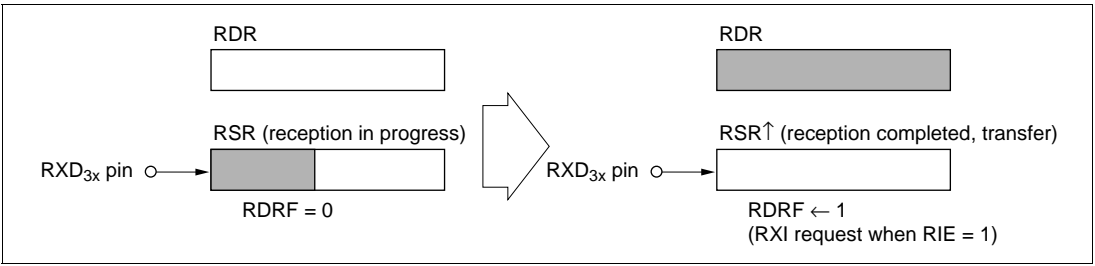 RDR
RSR (reception in progress)
RXD3x pin
RDRF = 0
RDR
RSR↑ (reception completed, transfer)
RXD3x pin
RDRF ← 1
(RXI request when RIE = 1)